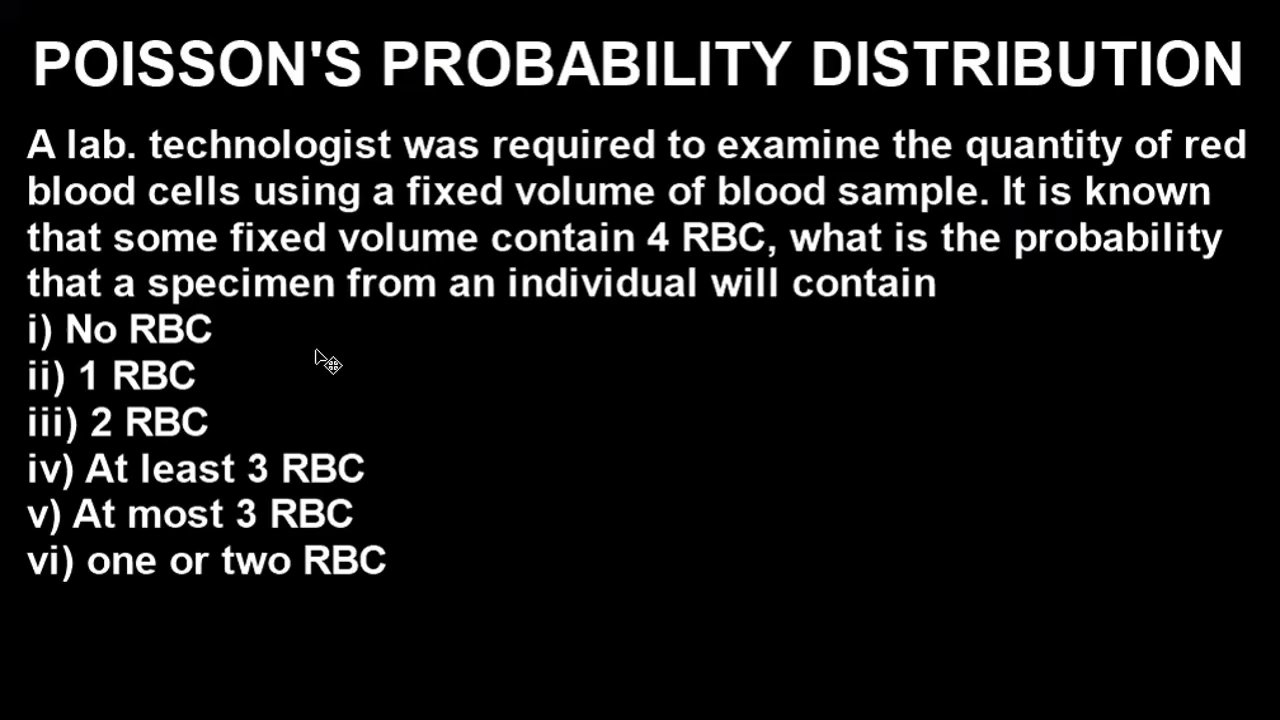 POISSON'S PROBABILITY DISTRIBUTION
A lab. technologist was required to examine the quantity of red
blood cells using a fixed volume of blood sample. It is known
that some fixed volume contain 4 RBC, what is the probability
that a specimen from an individual will contain
i) No RBC
ii) 1 RBC
iii) 2 RBC
iv) At least 3 RBC
v) At most 3 RBC
vi) one or two RBC